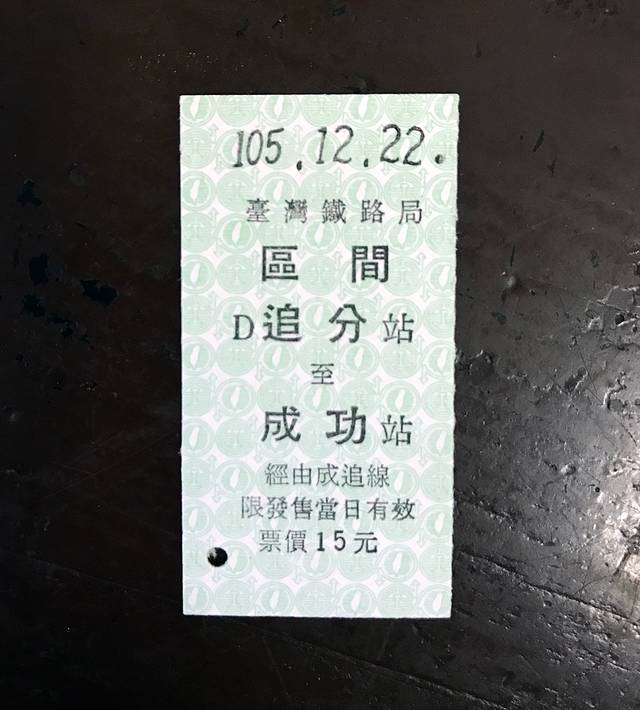 105.12.22.
臺灣鐵路局
區間
D追分站
至
成功站
經由成追線
限發售當日有效
票價15元